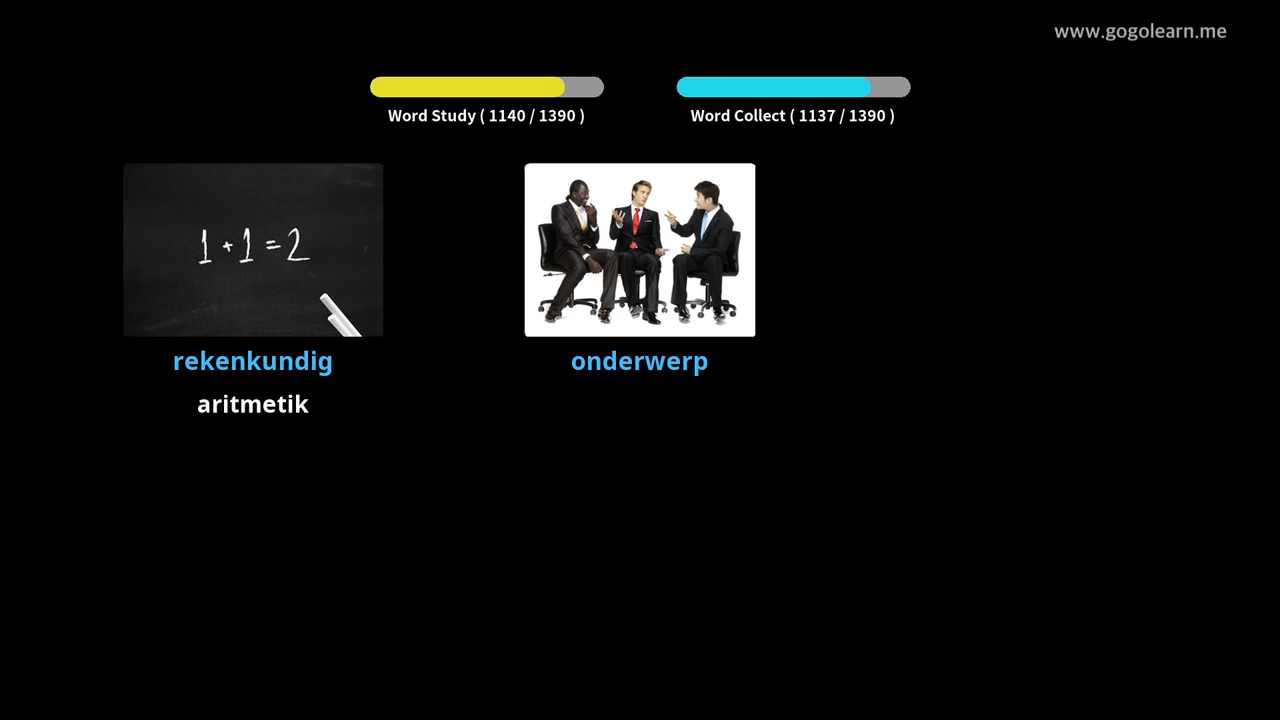 www.gogolearn.me
Word Study ( 1140 / 1390 )
Word Collect ( 1137 / 1390 )
1 + 1 = 2
rekenkundig
onderwerp
aritmetik